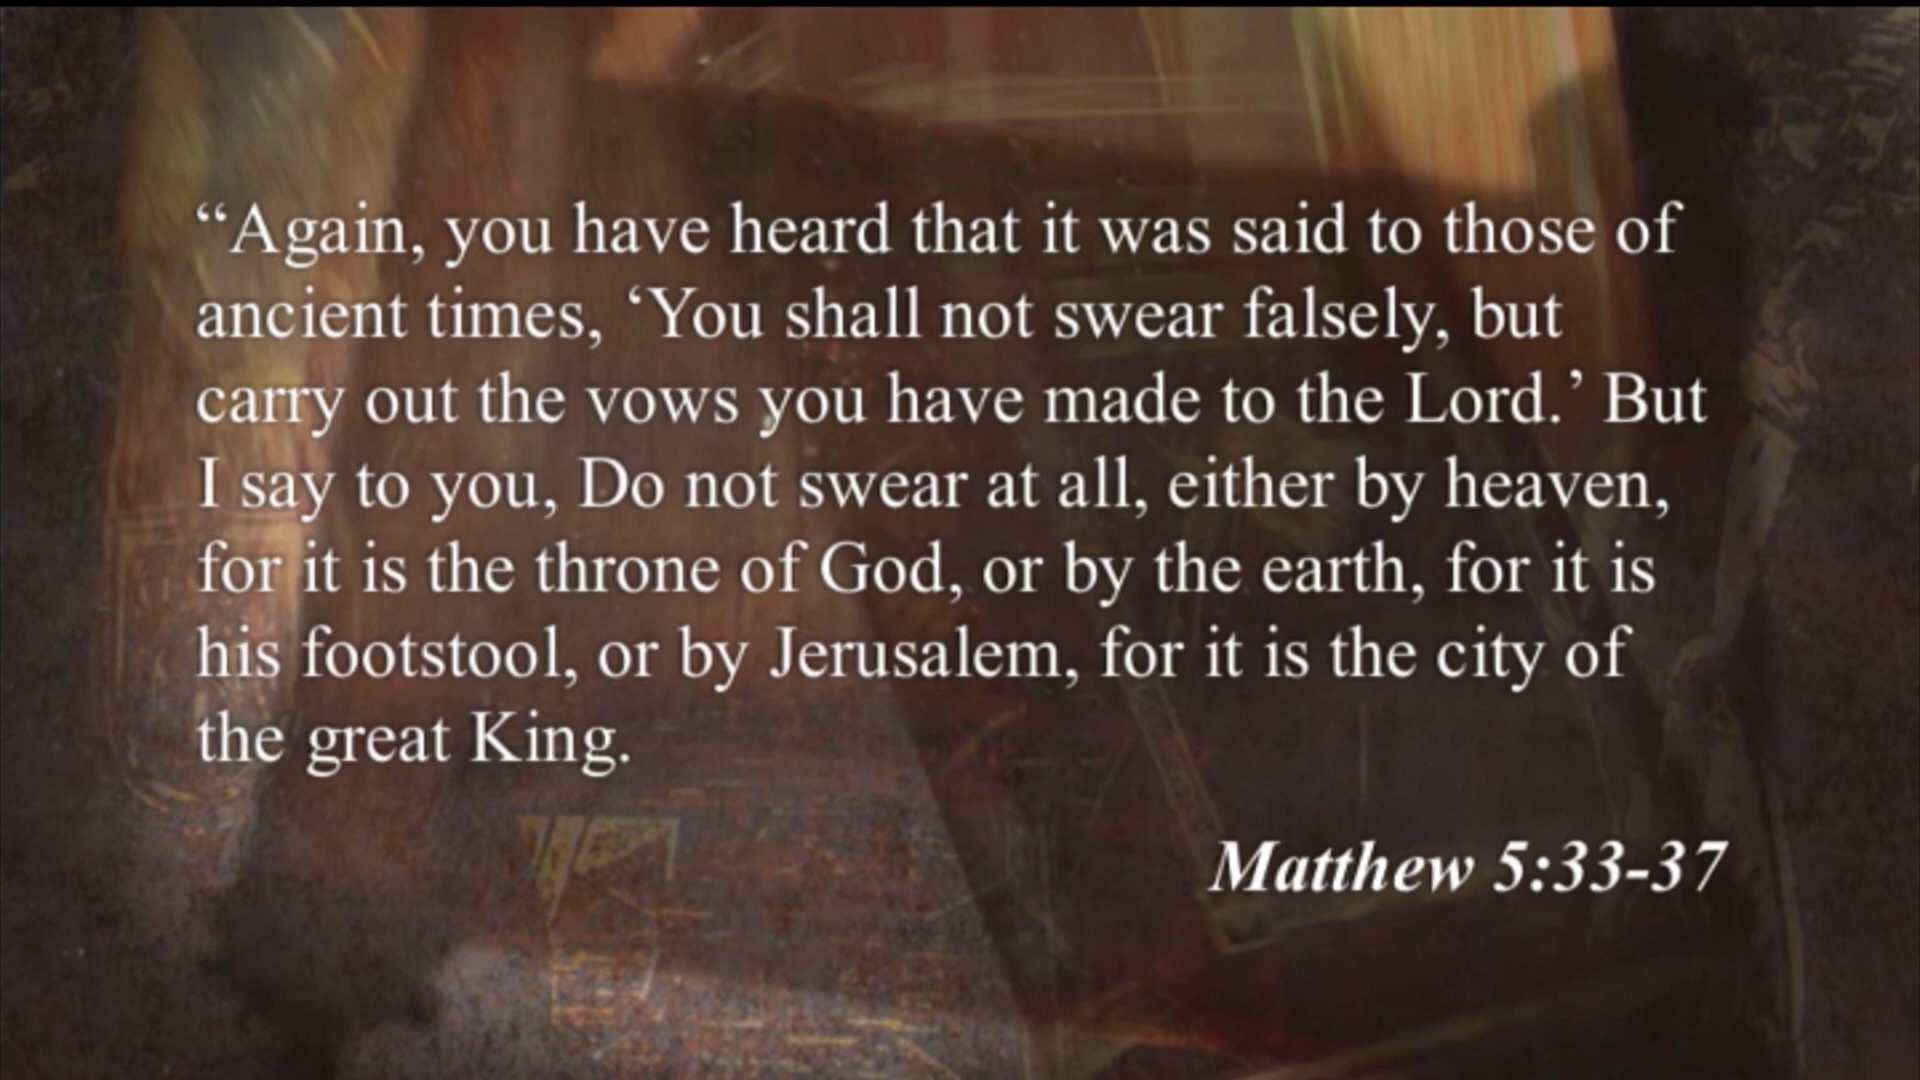 “Again, you have heard that it was said to those of
ancient times, ‘You shall not swear falsely, but
carry out the vows you have made to the Lord.’ But
I say to you, Do not swear at all, either by heaven,
for it is the throne of God, or by the earth, for it is
his footstool, or by Jerusalem, for it is the city of
the great King.
Matthew 5:33-37